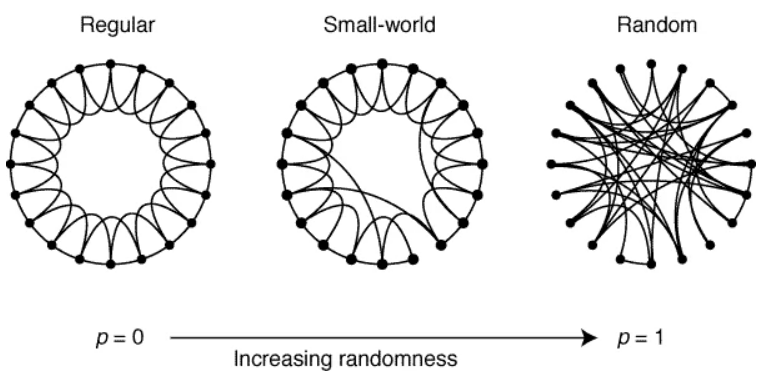 Regular
Small-world
Random
p = 0
p = 1
Increasing randomness